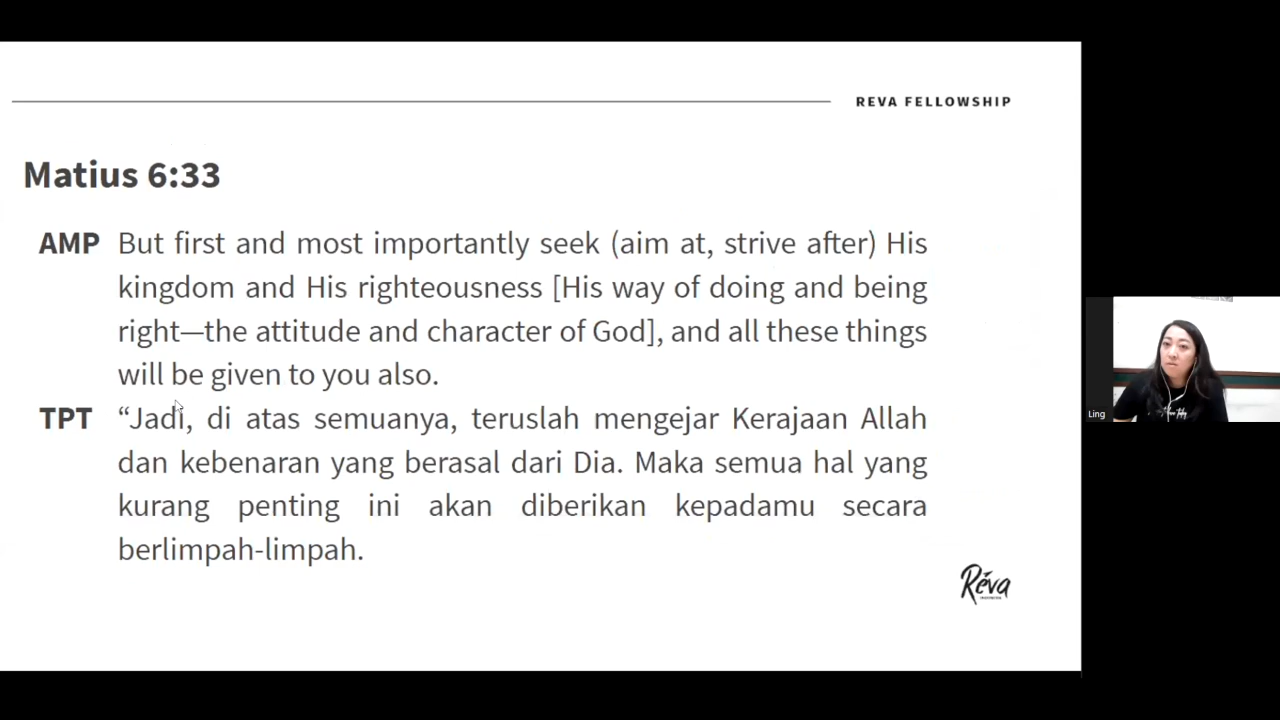 REVA FELLOWSHIP
Matius 6:33
AMP But first and most importantly seek (aim at, strive after) His
kingdom and His righteousness [His way of doing and being
right—the attitude and character of God], and all these things
will be given to you also.
TPT “Jadi, di atas semuanya, teruslah mengejar Kerajaan Allah
dan kebenaran yang berasal dari Dia. Maka semua hal yang
kurang penting ini akan diberikan kepadamu secara
berlimpah-limpah.
Ling
Réva